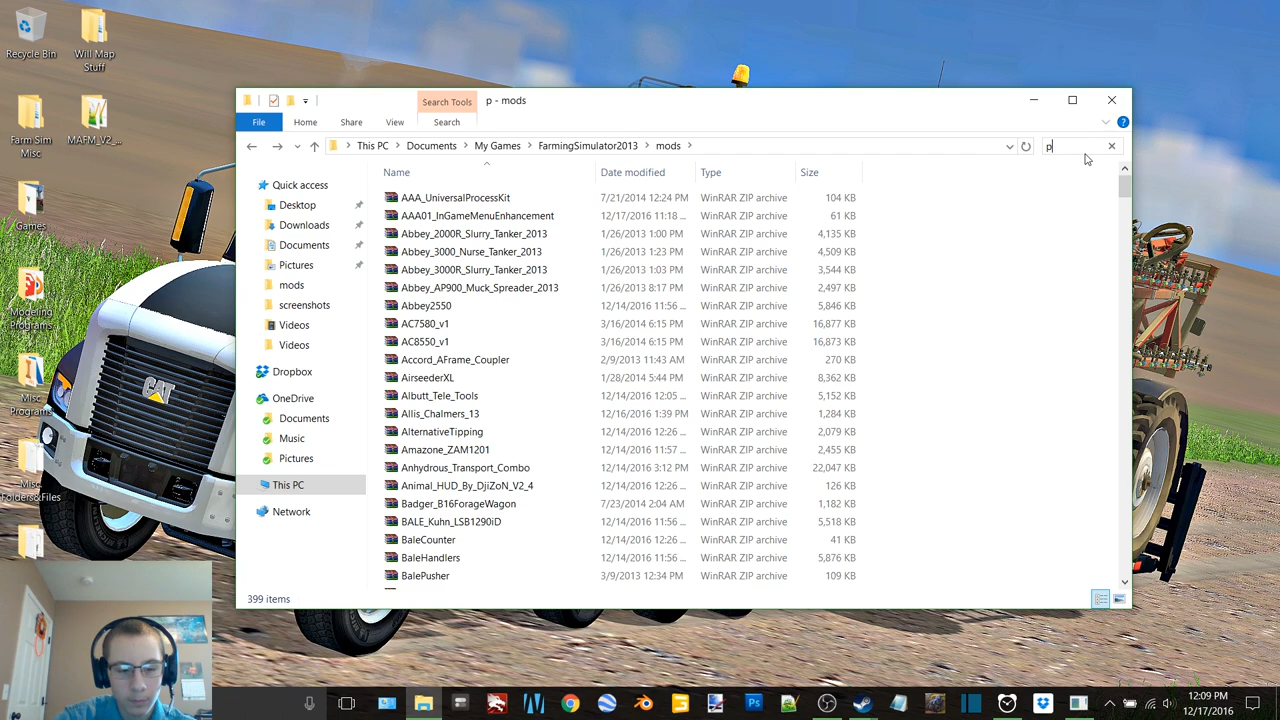 Recycle Bin
Will Map
Stuff
Farm Sim
Misc
MAFM_V2_...
Games
Modeling
Programs
Misc
Programs
Misc
Folders&Files
CAT
Search Tools
p - mods
File
Home
Share
View
Search
This PC
Documents
My Games
FarmingSimulator2013
mods
p
Quick access
Desktop
Downloads
Documents
Pictures
mods
screenshots
Videos
Videos
Dropbox
OneDrive
Documents
Music
Pictures
This PC
Network
Name Date modified Type Size
AAA_UniversalProcessKit 7/21/2014 12:24 PM WinRAR ZIP archive 104 KB
AAA01_InGameMenuEnhancement 12/17/2016 11:18 ... WinRAR ZIP archive 61 KB
Abbey_2000R_Slurry_Tanker_2013 1/26/2013 1:00 PM WinRAR ZIP archive 4,135 KB
Abbey_3000_Nurse_Tanker_2013 1/26/2013 1:23 PM WinRAR ZIP archive 4,509 KB
Abbey_3000R_Slurry_Tanker_2013 1/26/2013 1:03 PM WinRAR ZIP archive 3,544 KB
Abbey_AP900_Muck_Spreader_2013 1/26/2013 8:17 PM WinRAR ZIP archive 2,497 KB
Abbey2550 12/14/2016 11:56 ... WinRAR ZIP archive 5,846 KB
AC7580_v1 3/16/2014 6:15 PM WinRAR ZIP archive 16,877 KB
AC8550_v1 3/16/2014 6:15 PM WinRAR ZIP archive 16,873 KB
Accord_AFrame_Coupler 2/9/2013 11:43 AM WinRAR ZIP archive 270 KB
AirseederXL 1/28/2014 5:44 PM WinRAR ZIP archive 8,362 KB
Albutt_Tele_Tools 12/14/2016 12:05 ... WinRAR ZIP archive 5,152 KB
Allis_Chalmers_13 12/16/2016 1:39 PM WinRAR ZIP archive 1,284 KB
AlternativeTipping 12/14/2016 12:26 ... WinRAR ZIP archive 2,079 KB
Amazone_ZAM1201 12/14/2016 11:57 ... WinRAR ZIP archive 2,455 KB
Anhydrous_Transport_Combo 12/14/2016 3:12 PM WinRAR ZIP archive 22,047 KB
Animal_HUD_By_DjiZoN_V2_4 12/14/2016 12:26 ... WinRAR ZIP archive 126 KB
Badger_B16ForageWagon 7/23/2014 2:04 AM WinRAR ZIP archive 1,182 KB
BALE_Kuhn_LSB1290iD 12/14/2016 11:56 ... WinRAR ZIP archive 5,518 KB
BaleCounter 12/14/2016 12:26 ... WinRAR ZIP archive 41 KB
BaleHandlers 12/14/2016 11:56 ... WinRAR ZIP archive 5,876 KB
BalePusher 3/9/2013 12:34 PM WinRAR ZIP archive 109 KB
399 items
12:09 PM
12/17/2016